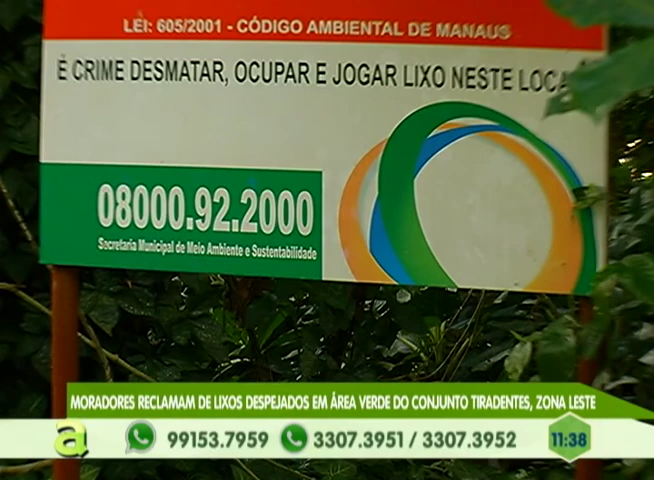 LEI: 605/2001 - CÓDIGO AMBIENTAL DE MANAUS
É CRIME DESMATAR, OCUPAR E JOGAR LIXO NESTE
08000.92.2000
Secretaria Municipal de Meio Ambiente e Sustentabilidade
MORADORES RECLAMAM DE LIXOS DESPEJADOS EM ÁREA VERDE DO CONJUNTO TIRADENTES, ZONA LESTE
a 99153.7959 3307.3951 / 3307.3952 11:38